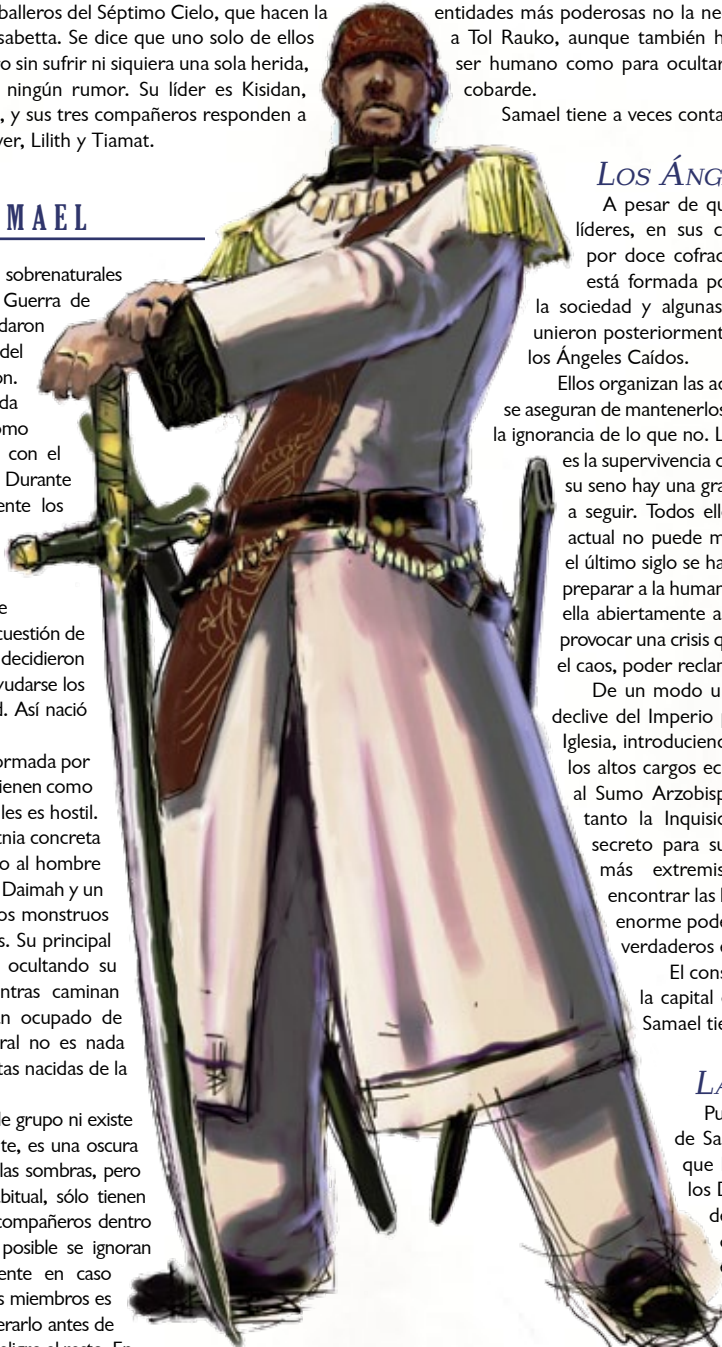 balleros del Séptimo Cielo, que hacen la
sabetta. Se dice que uno solo de ellos
o sin sufrir ni siquiera una sola herida,
ningún rumor. Su líder es Kisidan,
, y sus tres compañeros responden a
ver, Lilith y Tiamat.
MAEL
sobrenaturales
Guerra de
daron
del
on.
da
omo
con el
Durante
ente los
e
cuestión de
decidieron
yudarse los
d. Así nació
ormada por
ienen como
les es hostil.
tnia concreta
o al hombre
Daimah y un
os monstruos
s. Su principal
ocultando su
ntras caminan
n ocupado de
ral no es nada
tas nacidas de la
de grupo ni existe
te, es una oscura
las sombras, pero
bitual, sólo tienen
compañeros dentro
posible se ignoran
ente en caso
s miembros es
erarlo antes de
entidades más poderosas no la ne
a Tol Rauko, aunque también h
ser humano como para ocultar
cobarde.
Samael tiene a veces conta
Los Áng
A pesar de qu
líderes, en sus c
por doce cofrad
está formada po
la sociedad y algunas
unieron posteriorment
los Ángeles Caídos.
Ellos organizan las ac
se aseguran de mantenerlos
la ignorancia de lo que no. L
es la supervivencia d
su seno hay una gra
a seguir. Todos ell
actual no puede m
el último siglo se ha
preparar a la human
ella abiertamente a
provocar una crisis q
el caos, poder reclar
De un modo u
declive del Imperio
Iglesia, introduciend
los altos cargos ec
al Sumo Arzobisp
tanto la Inquisic
secreto para su
más extremis
encontrar las
enorme pode
verdaderos
El cons
la capital
Samael tie
LA
Pu
de Sa
que
los D
de